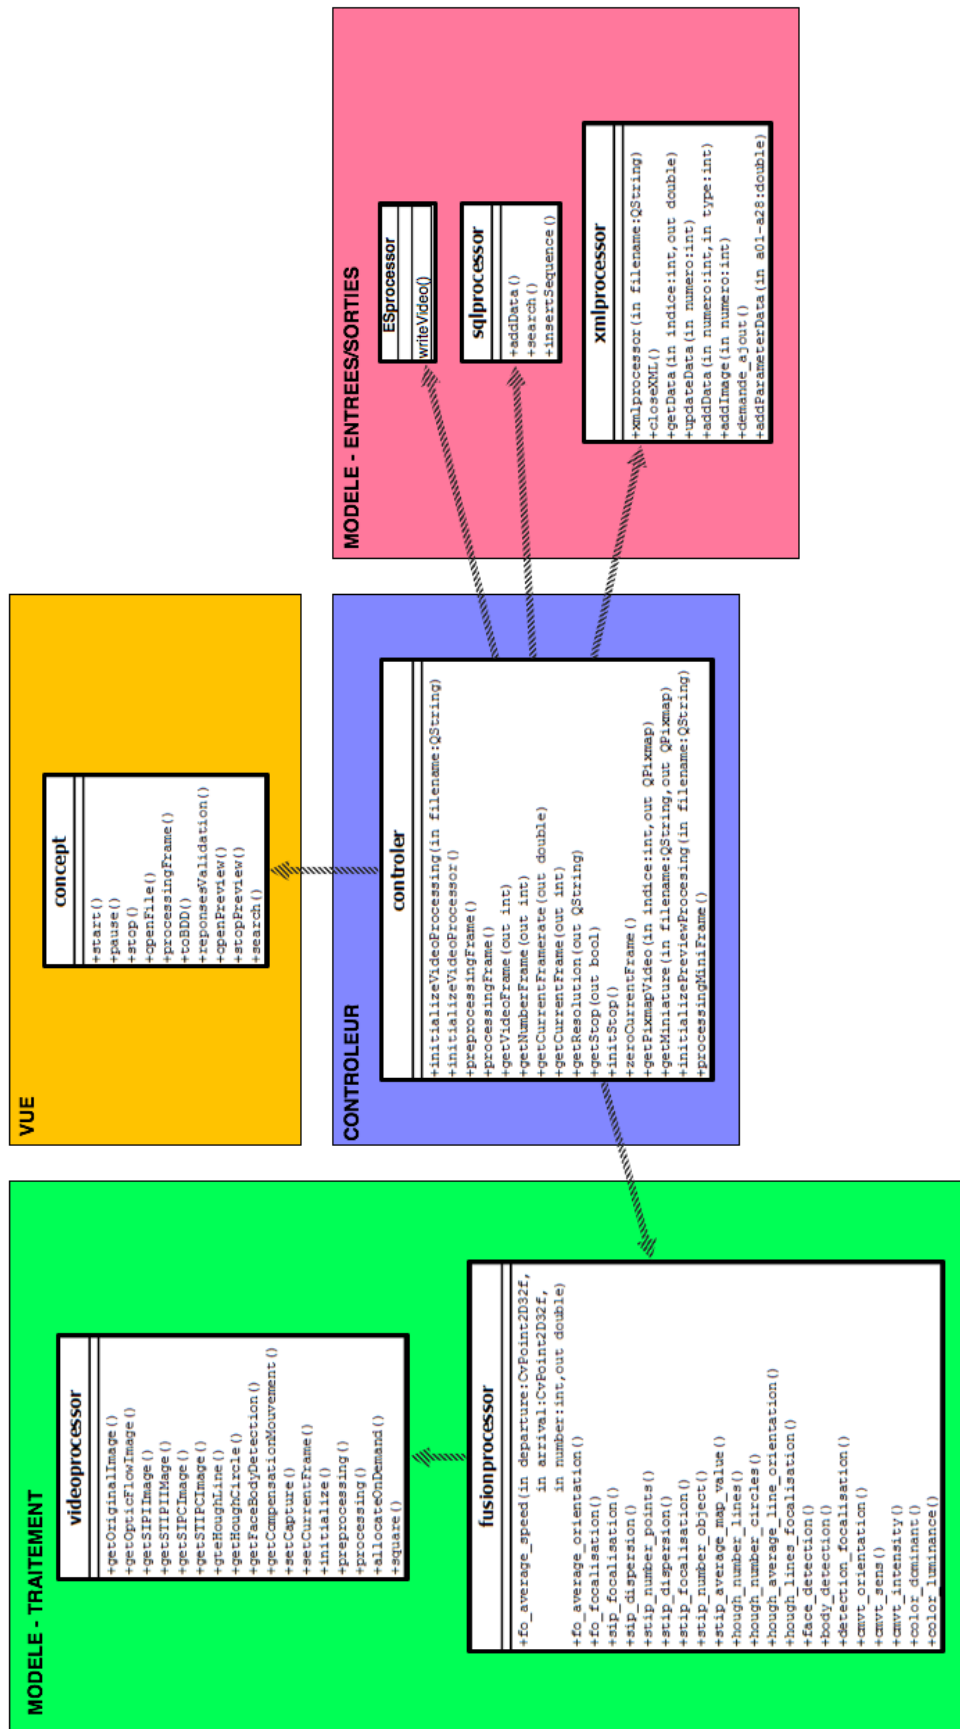 MODELE - TRAITEMENT
videoprocessor
+getOriginalImage()
+getOpticFlowImage()
+getSIPIImage()
+getSTIPIIMage()
+getSIPCImage()
+getSTIPCImage()
+gteHoughLine()
+getHoughCircle()
+getFaceBodyDetection()
+getCompensationMouvement()
+setCapture()
+setCurrentFrame()
+initialize()
+preprocessing()
+processing()
+allocateOnDemand()
+square()
fusionprocessor
+fo_average_speed(in departure:CvPoint2D32f,
in arrival:CvPoint2D32f,
in number:int,out double)
+fo_average_orientation()
+fo_focalisation()
+sip_focalisation()
+sip_dispersion()
+stip_number_points()
+stip_dispersion()
+stip_focalisation()
+stip_number_object()
+stip_average_map_value()
+hough_number_lines()
+hough_number_circles()
+hough_average_line_orientation()
+hough_lines_focalisation()
+face_detection()
+body_detection()
+detection_focalisation()
+cmvt_orientation()
+cmvt_sens()
+cmvt_intensity()
+color_dominant()
+color_luminance()
VUE
concept
+start()
+pause()
+stop()
+openFile()
+processingFrame()
+toBDD()
+reponsesValidation()
+openPreview()
+stopPreview()
+search()
CONTROLEUR
controler
+initializeVideoProcessing(in filename:QString)
+initializeVideoProcessor()
+preprocessingFrame()
+processingFrame()
+getVideoFrame(out int)
+getNumberFrame(out int)
+getCurrentFramerate(out double)
+getCurrentFrame(out int)
+getResolution(out QString)
+getStop(out bool)
+initStop()
+zeroCurrentFrame()
+getPixmapVideo(in indice:int,out QPixmap)
+getMiniature(in filename:QString,out QPixmap)
+initializePreviewProcesing(in filename:QString)
+processingMiniFrame()
MODELE - ENTREES/SORTIES
ESprocessor
writeVideo()
sqlprocessor
+addData()
+search()
+insertSequence()
xmlprocessor
+xmlprocessor(in filename:QString)
+closeXML()
+getData(in indice:int,out double)
+updateData(in numero:int)
+addData(in numero:int,in type:int)
+addImage(in numero:int)
+demande_ajout()
+addParameterData(in a01-a28:double)